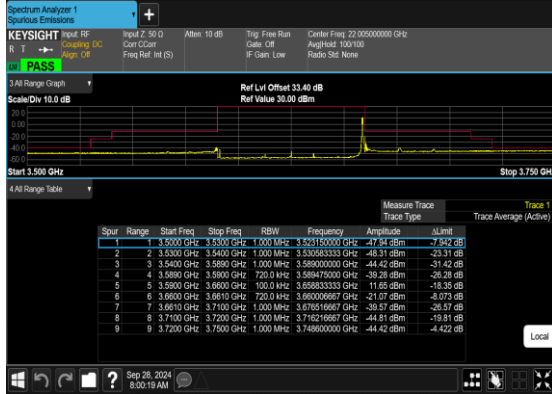 Spectrum Analyzer 1
Spurious Emissions
KEYSIGHT Input: RF Input Z: 50 Ω Atten: 10 dB Trig: Free Run Center Freq: 22.005000000 GHz
R T Coupling: DC Corr CCorr Gate: Off Avg|Hold: 100/100
Align: Off Freq Ref: Int (S) IF Gain: Low Radio Std: None
PASS
3 All Range Graph Ref Lvl Offset 33.40 dB
Scale/Div 10.0 dB Ref Value 30.00 dBm
20.0
0.00
-20.0
-40.0
-60.0
Start 3.500 GHz Stop 3.750 GH
4 All Range Table
Measure Trace Trace 1
Trace Type Trace Average (Active)
Spur Range Start Freq Stop Freq RBW Frequency Amplitude ΔLimit
1 1 3.5000 GHz 3.5300 GHz 1.000 MHz 3.523150000 GHz -47.94 dBm -7.942 dB
2 2 3.5300 GHz 3.5400 GHz 1.000 MHz 3.530583333 GHz -48.31 dBm -23.31 dB
3 3 3.5400 GHz 3.5890 GHz 1.000 MHz 3.589000000 GHz -44.42 dBm -31.42 dB
4 4 3.5890 GHz 3.5900 GHz 720.0 kHz 3.589475000 GHz -39.28 dBm -26.28 dB
5 5 3.5900 GHz 3.6600 GHz 100.0 kHz 3.658833333 GHz 11.65 dBm -18.35 dB
6 6 3.6600 GHz 3.6610 GHz 720.0 kHz 3.660006667 GHz -21.07 dBm -8.073 dB
7 7 3.6610 GHz 3.7100 GHz 1.000 MHz 3.676516667 GHz -39.57 dBm -26.57 dB
8 8 3.7100 GHz 3.7200 GHz 1.000 MHz 3.716216667 GHz -44.81 dBm -19.81 dB
9 9 3.7200 GHz 3.7500 GHz 1.000 MHz 3.748600000 GHz -44.42 dBm -4.422 dB
Local
Sep 28, 2024
8:00:19 AM